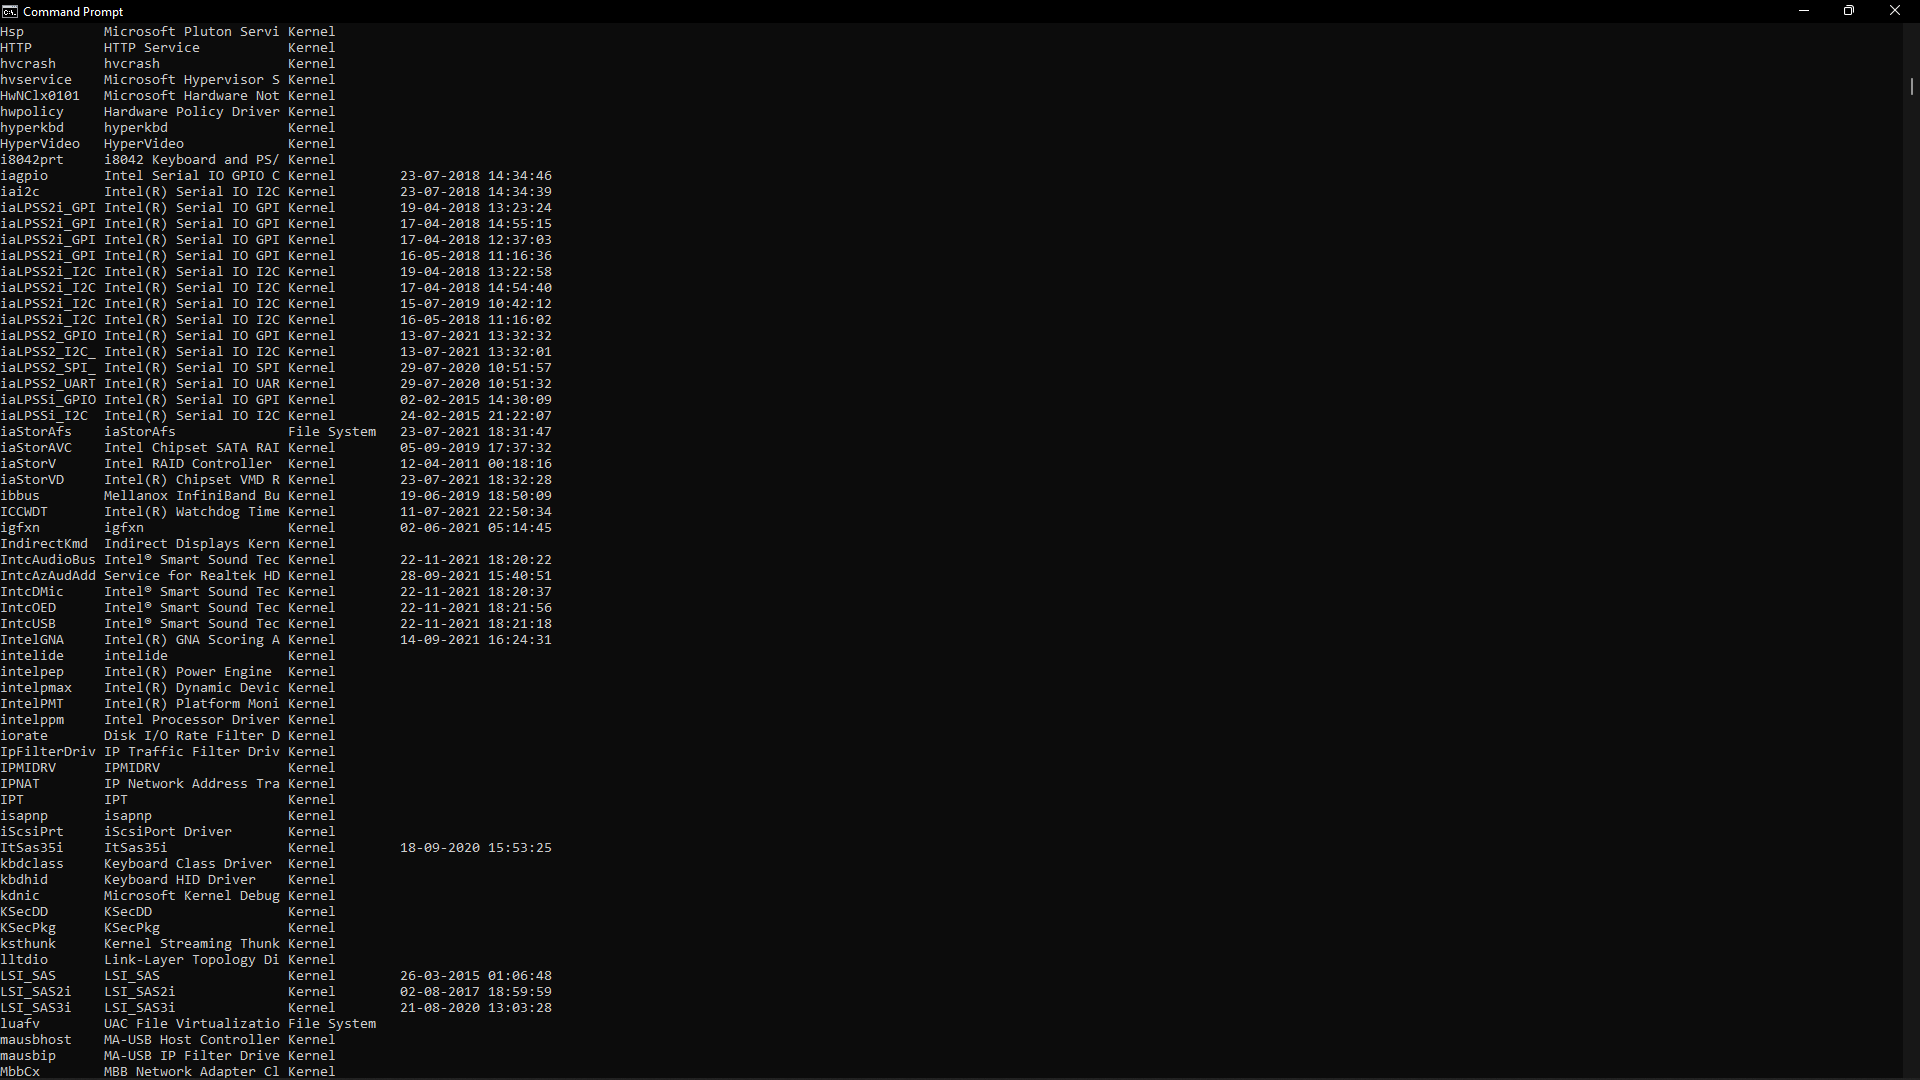 Command Prompt
Hsp          Microsoft Pluton Servi Kernel
HTTP         HTTP Service           Kernel
hvcrash      hvcrash                Kernel
hvservice    Microsoft Hypervisor S Kernel
HwNClx0101   Microsoft Hardware Not Kernel
hwpolicy     Hardware Policy Driver Kernel
hyperkbd     hyperkbd               Kernel
HyperVideo   HyperVideo             Kernel
i8042prt     i8042 Keyboard and PS/ Kernel
iagpio       Intel Serial IO GPIO C Kernel        23-07-2018 14:34:46
iai2c        Intel(R) Serial IO I2C Kernel        23-07-2018 14:34:39
iaLPSS2i_GPI Intel(R) Serial IO GPI Kernel        19-04-2018 13:23:24
iaLPSS2i_GPI Intel(R) Serial IO GPI Kernel        17-04-2018 14:55:15
iaLPSS2i_GPI Intel(R) Serial IO GPI Kernel        17-04-2018 12:37:03
iaLPSS2i_GPI Intel(R) Serial IO GPI Kernel        16-05-2018 11:16:36
iaLPSS2i_I2C Intel(R) Serial IO I2C Kernel        19-04-2018 13:22:58
iaLPSS2i_I2C Intel(R) Serial IO I2C Kernel        17-04-2018 14:54:40
iaLPSS2i_I2C Intel(R) Serial IO I2C Kernel        15-07-2019 10:42:12
iaLPSS2i_I2C Intel(R) Serial IO I2C Kernel        16-05-2018 11:16:02
iaLPSS2_GPIO Intel(R) Serial IO GPI Kernel        13-07-2021 13:32:32
iaLPSS2_I2C_ Intel(R) Serial IO I2C Kernel        13-07-2021 13:32:01
iaLPSS2_SPI_ Intel(R) Serial IO SPI Kernel        29-07-2020 10:51:57
iaLPSS2_UART Intel(R) Serial IO UAR Kernel        29-07-2020 10:51:32
iaLPSSi_GPIO Intel(R) Serial IO GPI Kernel        02-02-2015 14:30:09
iaLPSSi_I2C  Intel(R) Serial IO I2C Kernel        24-02-2015 21:22:07
iaStorAfs    iaStorAfs              File System   23-07-2021 18:31:47
iaStorAVC    Intel Chipset SATA RAI Kernel        05-09-2019 17:37:32
iaStorV      Intel RAID Controller  Kernel        12-04-2011 00:18:16
iaStorVD     Intel(R) Chipset VMD R Kernel        23-07-2021 18:32:28
ibbus        Mellanox InfiniBand Bu Kernel        19-06-2019 18:50:09
ICCWDT       Intel(R) Watchdog Time Kernel        11-07-2021 22:50:34
igfxn        igfxn                  Kernel        02-06-2021 05:14:45
IndirectKmd  Indirect Displays Kern Kernel
IntcAudioBus Intel® Smart Sound Tec Kernel        22-11-2021 18:20:22
IntcAzAudAdd Service for Realtek HD Kernel        28-09-2021 15:40:51
IntcDMic     Intel® Smart Sound Tec Kernel        22-11-2021 18:20:37
IntcOED      Intel® Smart Sound Tec Kernel        22-11-2021 18:21:56
IntcUSB      Intel® Smart Sound Tec Kernel        22-11-2021 18:21:18
IntelGNA     Intel(R) GNA Scoring A Kernel        14-09-2021 16:24:31
intelide     intelide               Kernel
intelpep     Intel(R) Power Engine  Kernel
intelpmax    Intel(R) Dynamic Devic Kernel
IntelPMT     Intel(R) Platform Moni Kernel
intelppm     Intel Processor Driver Kernel
iorate       Disk I/O Rate Filter D Kernel
IpFilterDriv IP Traffic Filter Driv Kernel
IPMIDRV      IPMIDRV                Kernel
IPNAT        IP Network Address Tra Kernel
IPT          IPT                    Kernel
isapnp       isapnp                 Kernel
iScsiPrt     iScsiPort Driver       Kernel
ItSas35i     ItSas35i               Kernel        18-09-2020 15:53:25
kbdclass     Keyboard Class Driver  Kernel
kbdhid       Keyboard HID Driver    Kernel
kdnic        Microsoft Kernel Debug Kernel
KSecDD       KSecDD                 Kernel
KSecPkg      KSecPkg                Kernel
ksthunk      Kernel Streaming Thunk Kernel
lltdio       Link-Layer Topology Di Kernel
LSI_SAS      LSI_SAS                Kernel        26-03-2015 01:06:48
LSI_SAS2i    LSI_SAS2i              Kernel        02-08-2017 18:59:59
LSI_SAS3i    LSI_SAS3i              Kernel        21-08-2020 13:03:28
luafv        UAC File Virtualizatio File System
mausbhost    MA-USB Host Controller Kernel
mausbip      MA-USB IP Filter Drive Kernel
MbbCx        MBB Network Adapter Cl Kernel